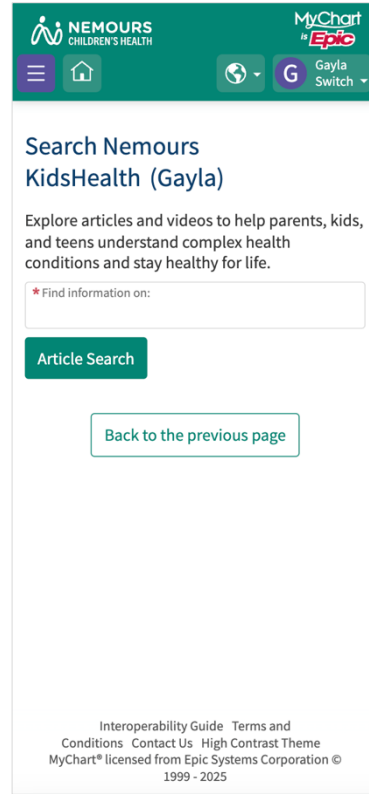 NEMOURS
CHILDREN'S HEALTH
MyChart
is Epic
G
Gayla
Switch
Search Nemours
KidsHealth (Gayla)
Explore articles and videos to help parents, kids,
and teens understand complex health
conditions and stay healthy for life.
* Find information on:
Article Search
Back to the previous page
Interoperability Guide Terms and
Conditions Contact Us High Contrast Theme
MyChart® licensed from Epic Systems Corporation ©
1999 - 2025